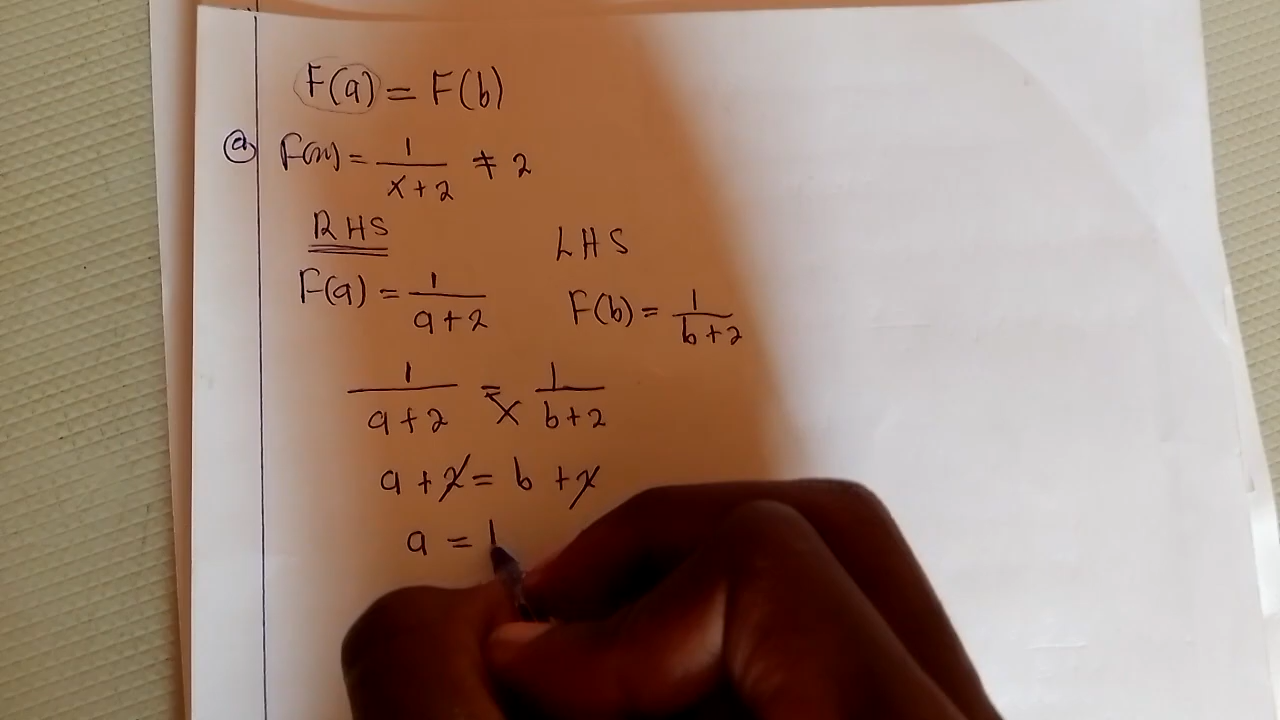 F(a) = F(b)
(a) F(x) = 1/(x+2) ≠ 2
RHS LHS
F(a) = 1/(a+2) F(b) = 1/(b+2)
1/(a+2) = 1/(b+2)
a + 2 = b + 2
a =